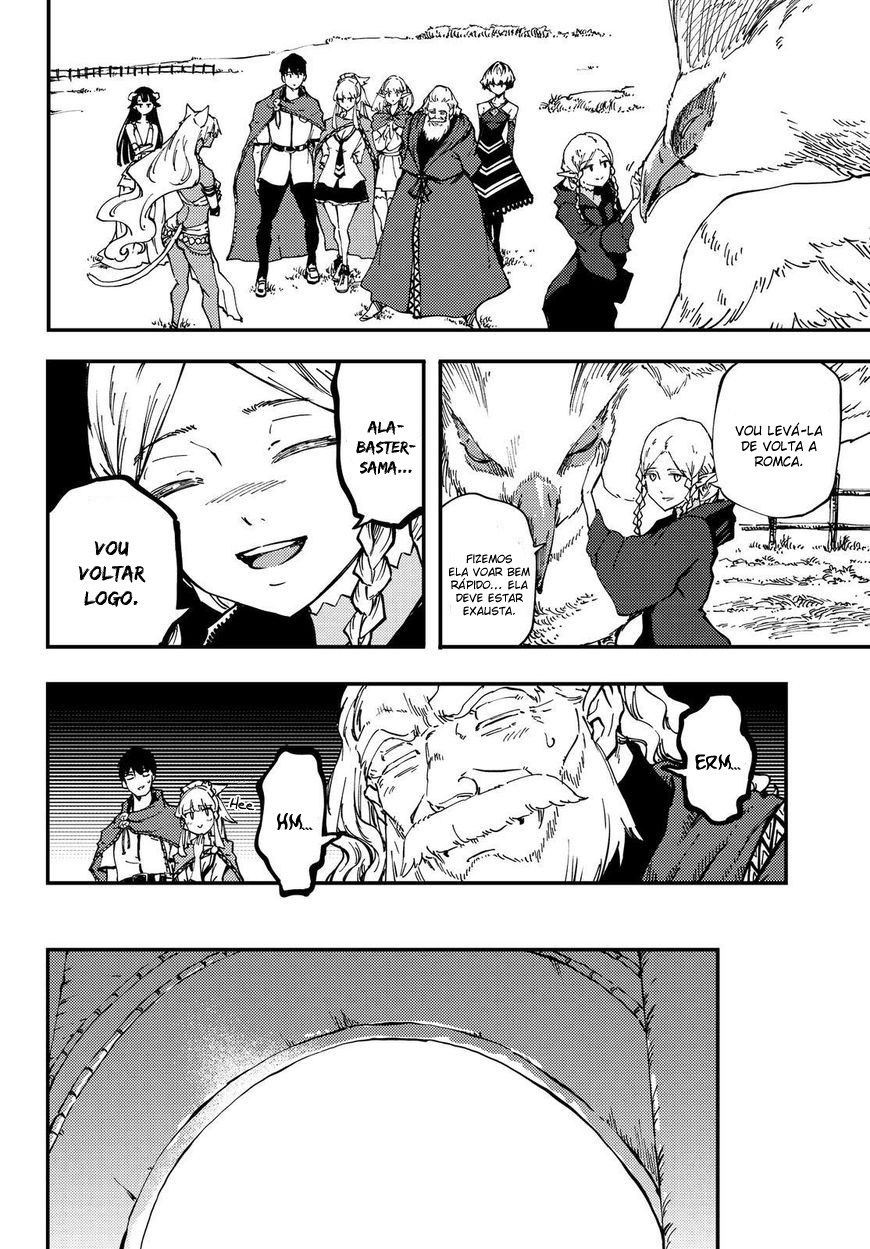 VOU LEVÁ-LA
DE VOLTA A
ROMCA.
FIZEMOS
ELA VOAR BEM
RÁPIDO... ELA
DEVE ESTAR
EXAUSTA.
ALA-
BASTER-
SAMA...
VOU
VOLTAR
LOGO.
ERM...
HM...
Hee